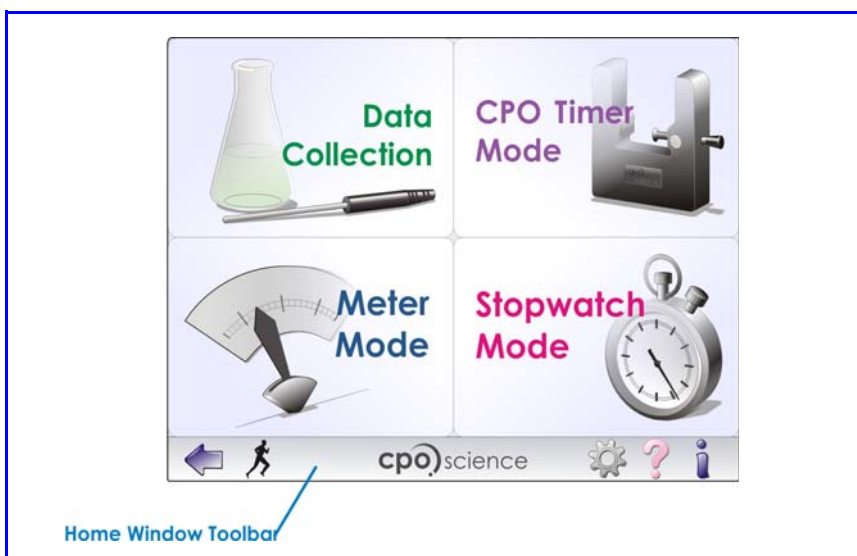 Data
Collection
CPO Timer
Mode
Meter
Mode
Stopwatch
Mode
cpo)science
Home Window Toolbar